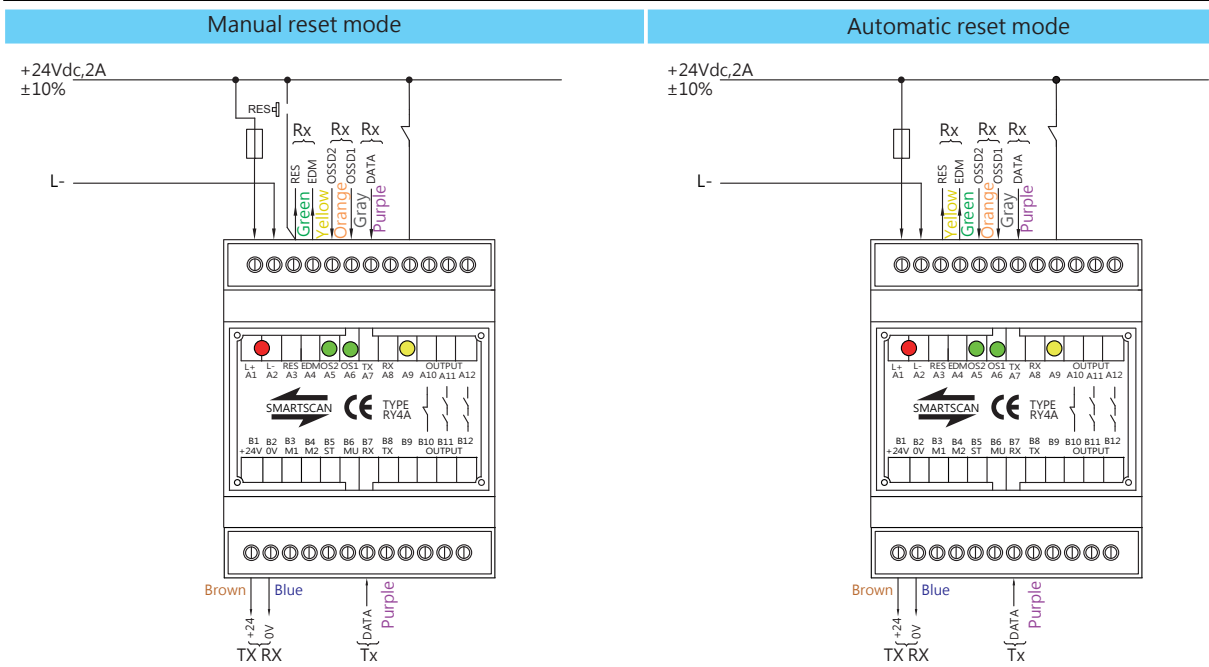 Manual reset mode
+24Vdc,2A
±10%
RES
Rx Rx Rx
RES EDM OSSD2 OSSD1 DATA
Green Yellow Orange Gray Purple
L-
L+ L- RES EDM OS2 OS1 TX RX OUTPUT
A1 A2 A3 A4 A5 A6 A7 A8 A9 A10 A11 A12
SMARTSCAN CE TYPE
RY4A
B1 B2 B3 B4 B5 B6 B7 B8 B9 B10 B11 B12
+24V 0V M1 M2 ST MU RX TX OUTPUT
Brown Blue
+24 0V DATA Purple
TX RX Tx
Automatic reset mode
+24Vdc,2A
±10%
Rx Rx Rx
RES EDM OSSD2 OSSD1 DATA
Yellow Green Orange Gray Purple
L-
L+ L- RES EDM OS2 OS1 TX RX OUTPUT
A1 A2 A3 A4 A5 A6 A7 A8 A9 A10 A11 A12
SMARTSCAN CE TYPE
RY4A
B1 B2 B3 B4 B5 B6 B7 B8 B9 B10 B11 B12
+24V 0V M1 M2 ST MU RX TX OUTPUT
Brown Blue
+24 0V DATA Purple
TX RX Tx